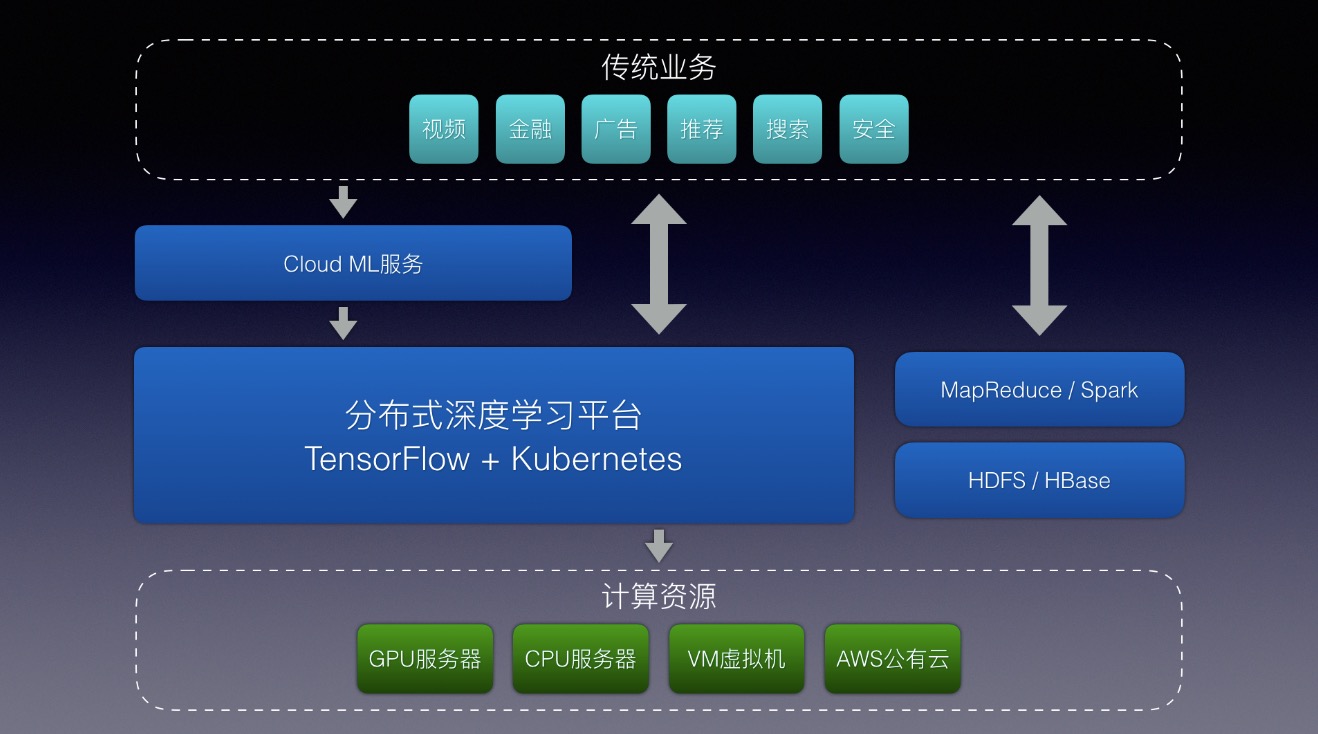 传统业务
视频
金融
广告
推荐
搜索
安全
Cloud ML服务
分布式深度学习平台
TensorFlow + Kubernetes
MapReduce / Spark
HDFS / HBase
计算资源
GPU服务器
CPU服务器
VM虚拟机
AWS公有云